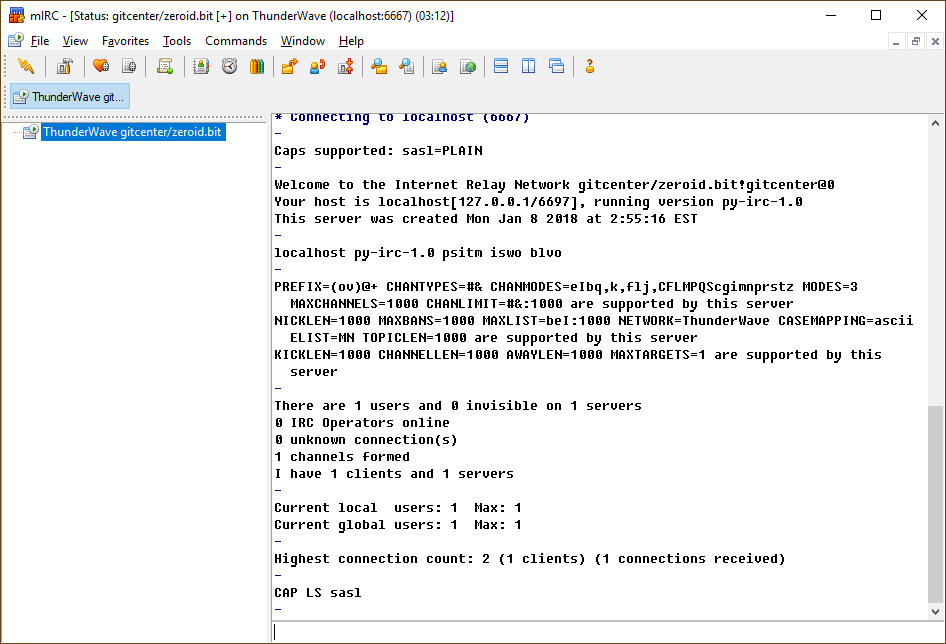 mIRC - [Status: gitcenter/zeroid.bit [+] on ThunderWave (localhost:6667) (03:12)]
File View Favorites Tools Commands Window Help
ThunderWave git...
ThunderWave gitcenter/zeroid.bit
* Connecting to localhost (6667)
-
Caps supported: sasl=PLAIN
-
Welcome to the Internet Relay Network gitcenter/zeroid.bit!gitcenter@0
Your host is localhost[127.0.0.1/6697], running version py-irc-1.0
This server was created Mon Jan 8 2018 at 2:55:16 EST
-
localhost py-irc-1.0 psitm iswo blvo
-
PREFIX=(ov)@+ CHANTYPES=#& CHANMODES=eIbq,k,flj,CFLMPQScgimnprstz MODES=3
MAXCHANNELS=1000 CHANLIMIT=#&:1000 are supported by this server
NICKLEN=1000 MAXBANS=1000 MAXLIST=beI:1000 NETWORK=ThunderWave CASEMAPPING=ascii
ELIST=MN TOPICLEN=1000 are supported by this server
KICKLEN=1000 CHANNELLEN=1000 AWAYLEN=1000 MAXTARGETS=1 are supported by this
server
-
There are 1 users and 0 invisible on 1 servers
0 IRC Operators online
0 unknown connection(s)
1 channels formed
I have 1 clients and 1 servers
-
Current local  users: 1  Max: 1
Current global users: 1  Max: 1
-
Highest connection count: 2 (1 clients) (1 connections received)
-
CAP LS sasl
-